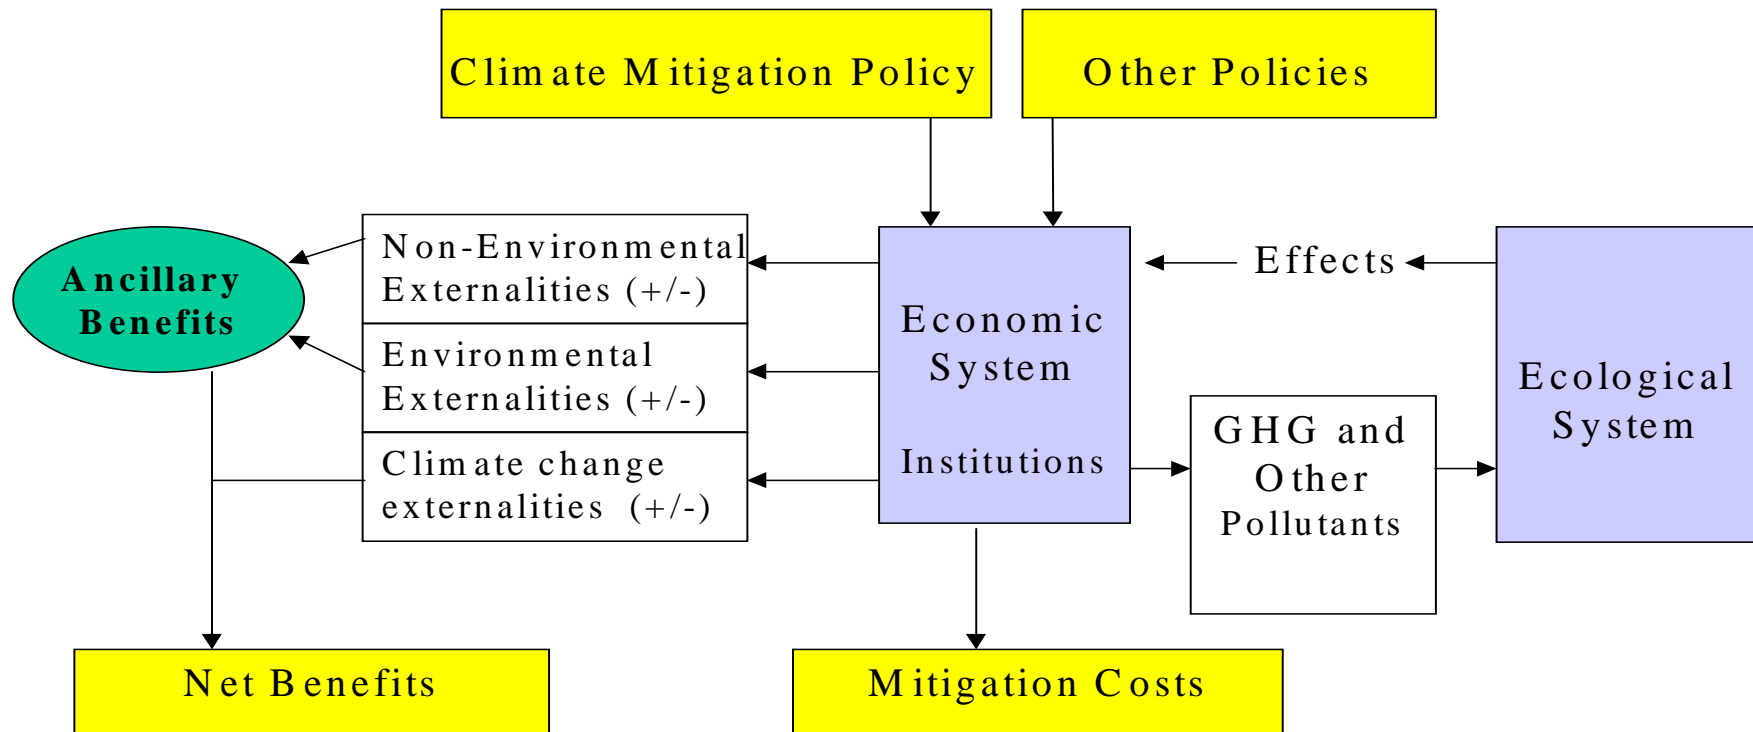 Climate Mitigation Policy
Other Policies
Ancillary
Benefits
Non-Environmental
Externalities (+/-)
Environmental
Externalities (+/-)
Climate change
externalities (+/-)
Economic
System
Institutions
Effects
GHG and
Other
Pollutants
Ecological
System
Net Benefits
Mitigation Costs